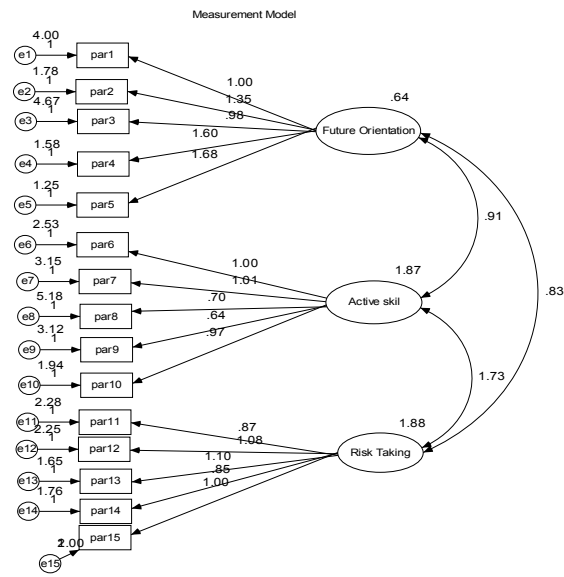 Measurement Model
4.00
1
e1
par1
1.78
1
e2
par2
4.67
1
e3
par3
1.58
1
e4
par4
1.25
1
e5
par5
1.00
1.35
.98
1.60
1.68
.64
Future Orientation
2.53
1
e6
par6
3.15
1
e7
par7
5.18
1
e8
par8
3.12
1
e9
par9
1.94
1
e10
par10
1.00
1.01
.70
.64
.97
1.87
Active skil
.91
.83
1.73
2.28
1
e11
par11
2.25
1
e12
par12
1.65
1
e13
par13
1.76
1
e14
par14
2.00
e15
par15
.87
1.08
1.10
.85
1.00
1.88
Risk Taking